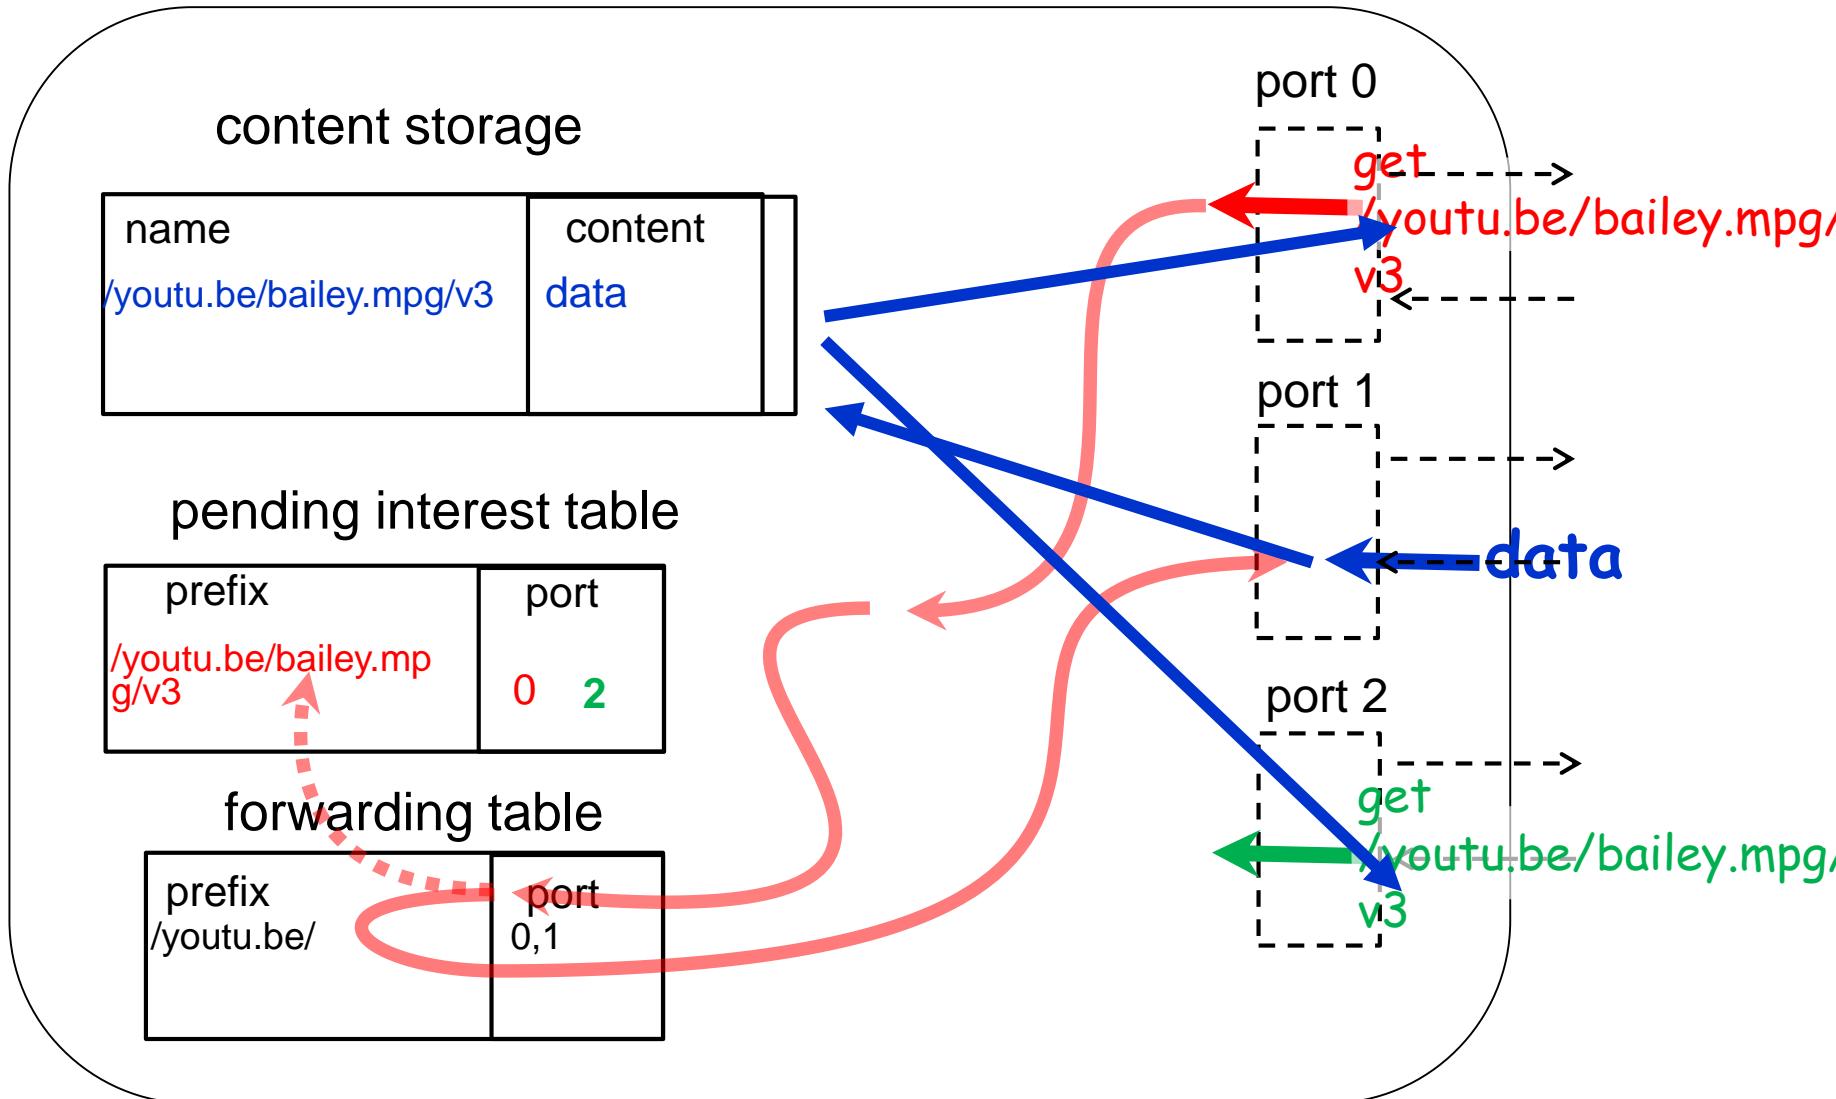 content storage
name content
/youtu.be/bailey.mpg/v3 data
pending interest table
prefix port
/youtu.be/bailey.mp
g/v3
0 2
forwarding table
prefix port
/youtu.be/ 0,1
port 0
get
/youtu.be/bailey.mpg/
v3
port 1
data
port 2
get
/youtu.be/bailey.mpg/
v3